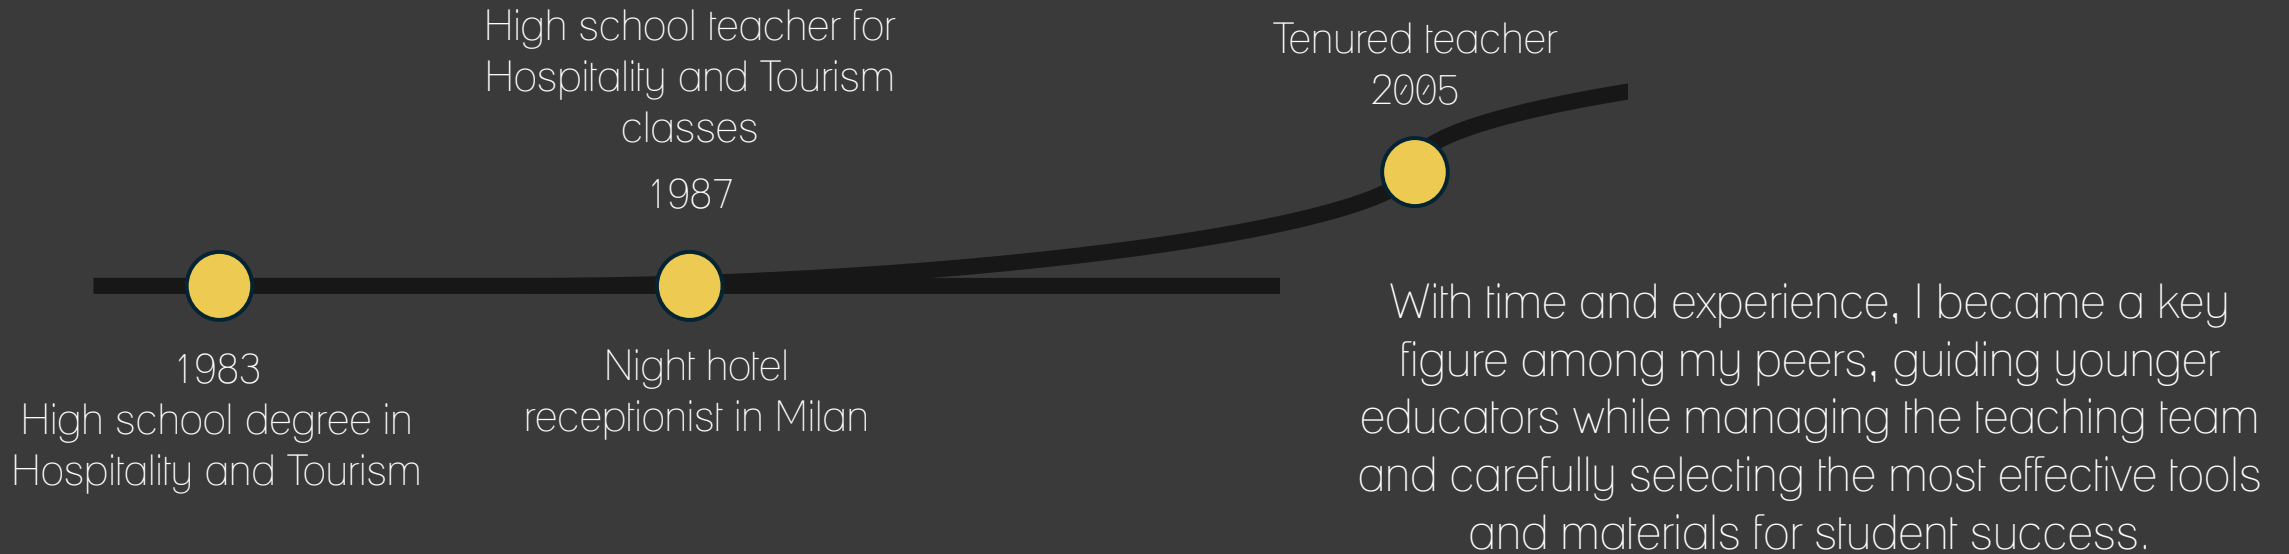 High school teacher for
Hospitality and Tourism
classes
1987
Tenured teacher
2005
1983
High school degree in
Hospitality and Tourism
Night hotel
receptionist in Milan
With time and experience, I became a key
figure among my peers, guiding younger
educators while managing the teaching team
and carefully selecting the most effective tools
and materials for student success.